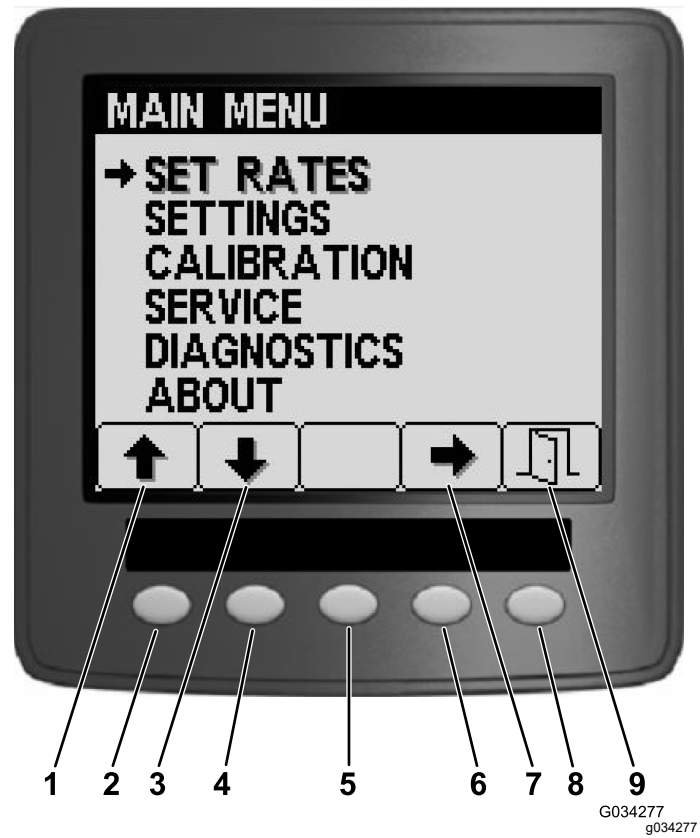 MAIN MENU
SET RATES
SETTINGS
CALIBRATION
SERVICE
DIAGNOSTICS
ABOUT
1 2 3 4 5 6 7 8 9
G034277
g034277